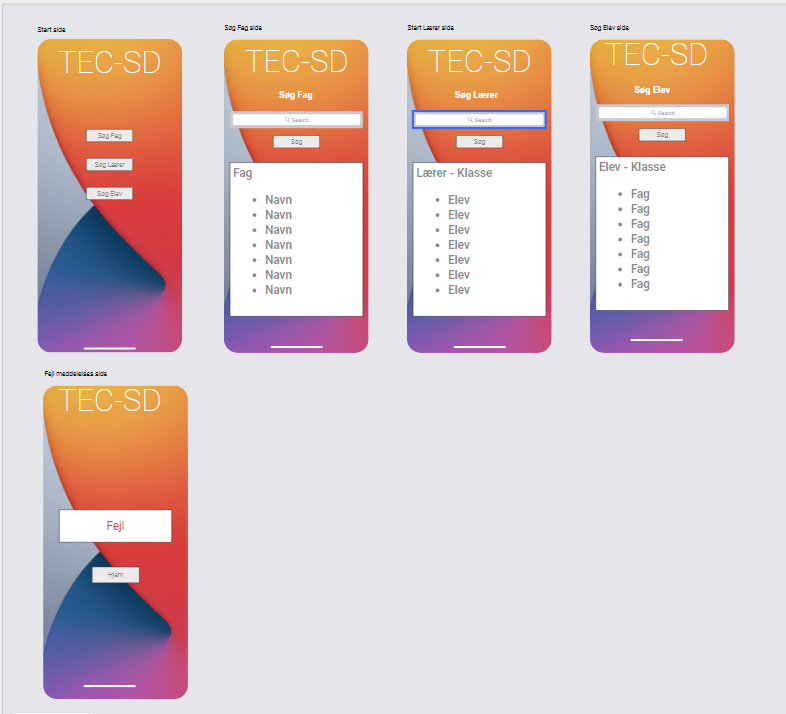 Start side
TEC-SD
Søg Fag
Søg Lærer
Søg Elev
Søg Fag side
TEC-SD
Søg Fag
Search
Søg
Fag
Navn
Navn
Navn
Navn
Navn
Navn
Navn
Start Lærer side
TEC-SD
Søg Lærer
Search
Søg
Lærer - Klasse
Elev
Elev
Elev
Elev
Elev
Elev
Elev
Søg Elev side
TEC-SD
Søg Elev
Search
Søg
Elev - Klasse
Fag
Fag
Fag
Fag
Fag
Fag
Fag
Fejl meddelelses side
TEC-SD
Fejl
Hjem